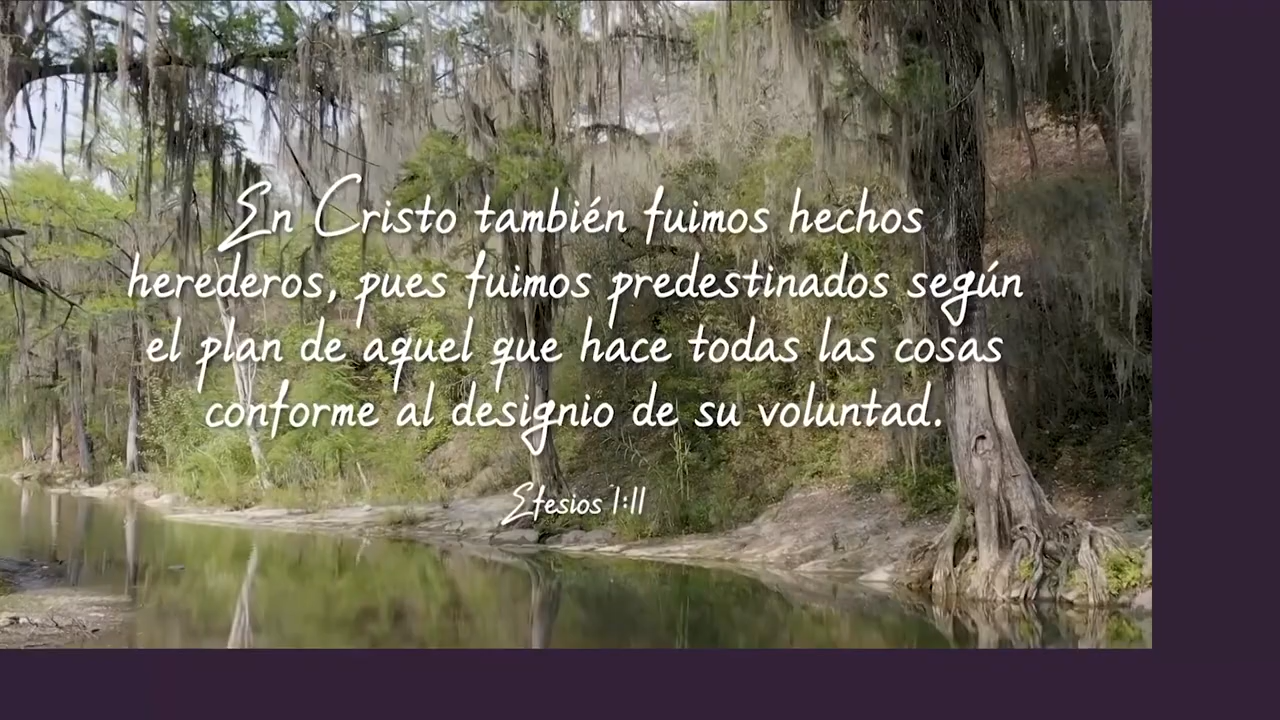 En Cristo también fuimos hechos
herederos, pues fuimos predestinados según
el plan de aquel que hace todas las cosas
conforme al designio de su voluntad.
Efesios 1:11